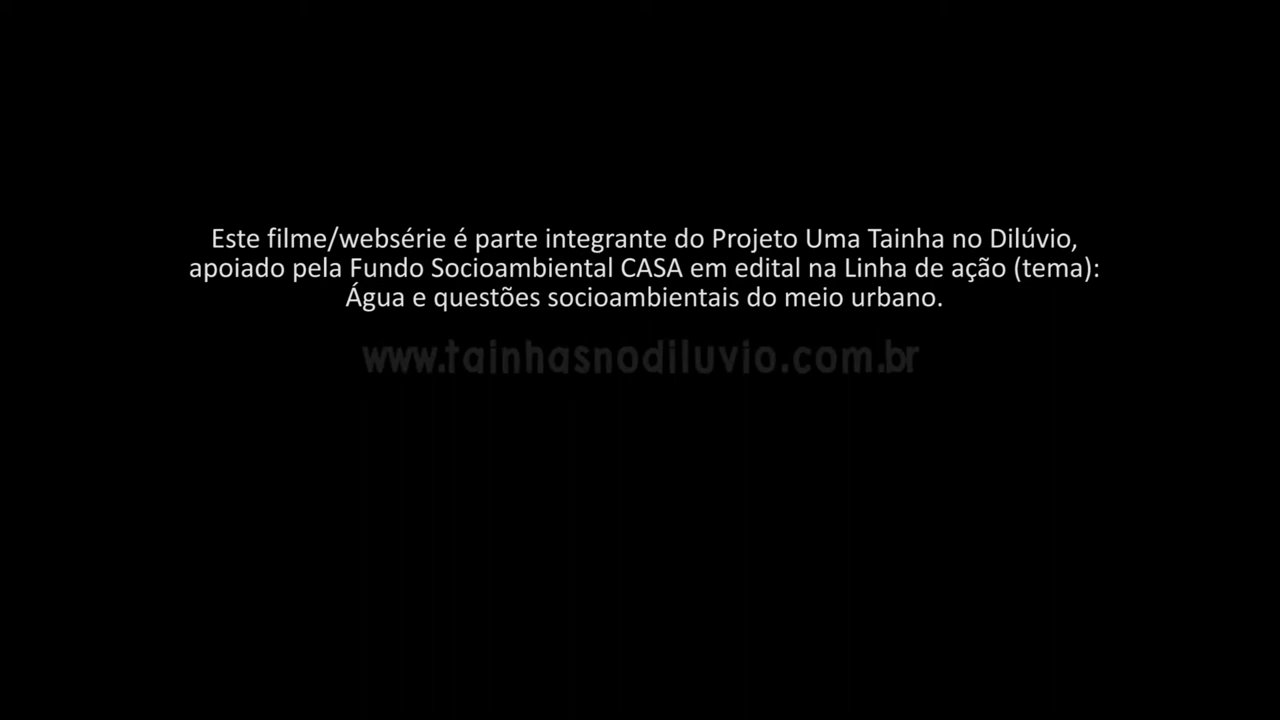 Este filme/websérie é parte integrante do Projeto Uma Tainha no Dilúvio,
apoiado pela Fundo Socioambiental CASA em edital na Linha de ação (tema):
Água e questões socioambientais do meio urbano.
www.tainhasnodiluvio.com.br